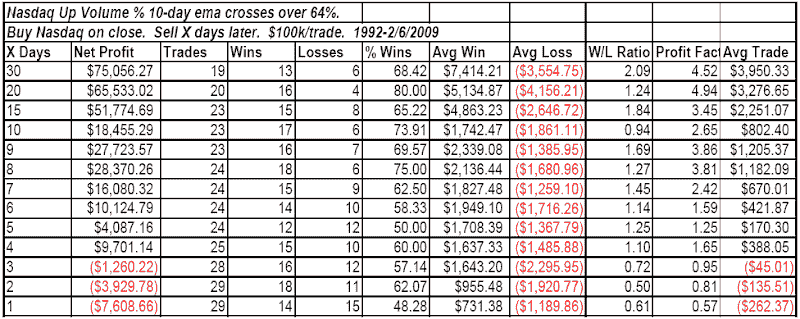 Nasdaq Up Volume % 10-day ema crosses over 64%.
Buy Nasdaq on close. Sell X days later. $100k/trade. 1992-2/6/2009
X Days Net Profit Trades Wins Losses % Wins Avg Win Avg Loss W/L Ratio Profit Fact Avg Trade
30 $75,056.27 19 13 6 68.42 $7,414.21 ($3,554.75) 2.09 4.52 $3,950.33
20 $65,533.02 20 16 4 80.00 $5,134.87 ($4,156.21) 1.24 4.94 $3,276.65
15 $51,774.69 23 15 8 65.22 $4,863.23 ($2,646.72) 1.84 3.45 $2,251.07
10 $18,455.29 23 17 6 73.91 $1,742.47 ($1,861.11) 0.94 2.65 $802.40
9 $27,723.57 23 16 7 69.57 $2,339.08 ($1,385.95) 1.69 3.86 $1,205.37
8 $28,370.26 24 18 6 75.00 $2,136.44 ($1,680.96) 1.27 3.81 $1,182.09
7 $16,080.32 24 15 9 62.50 $1,827.48 ($1,259.10) 1.45 2.42 $670.01
6 $10,124.79 24 14 10 58.33 $1,949.10 ($1,716.26) 1.14 1.59 $421.87
5 $4,087.16 24 12 12 50.00 $1,708.39 ($1,367.79) 1.25 1.25 $170.30
4 $9,701.14 25 15 10 60.00 $1,637.33 ($1,485.88) 1.10 1.65 $388.05
3 ($1,260.22) 28 16 12 57.14 $1,643.20 ($2,295.95) 0.72 0.95 ($45.01)
2 ($3,929.78) 29 18 11 62.07 $955.48 ($1,920.77) 0.50 0.81 ($135.51)
1 ($7,608.66) 29 14 15 48.28 $731.38 ($1,189.86) 0.61 0.57 ($262.37)